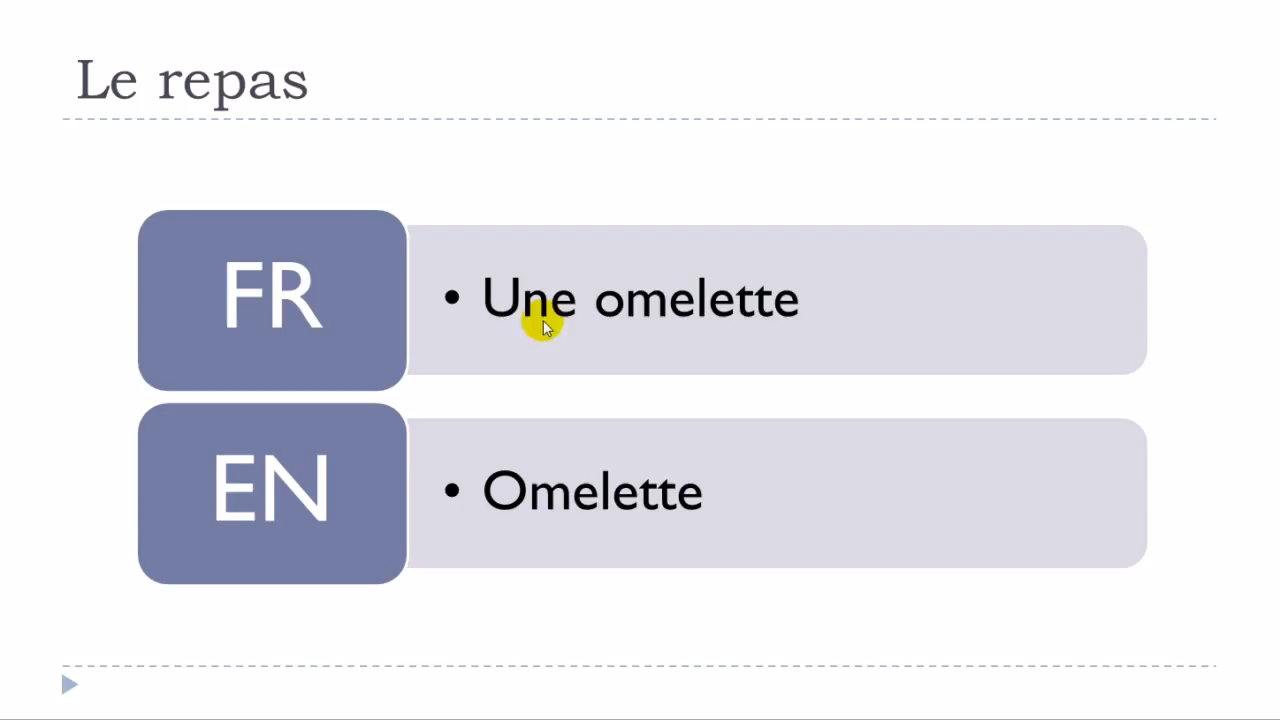 Le repas
FR
• Une omelette
EN
• Omelette